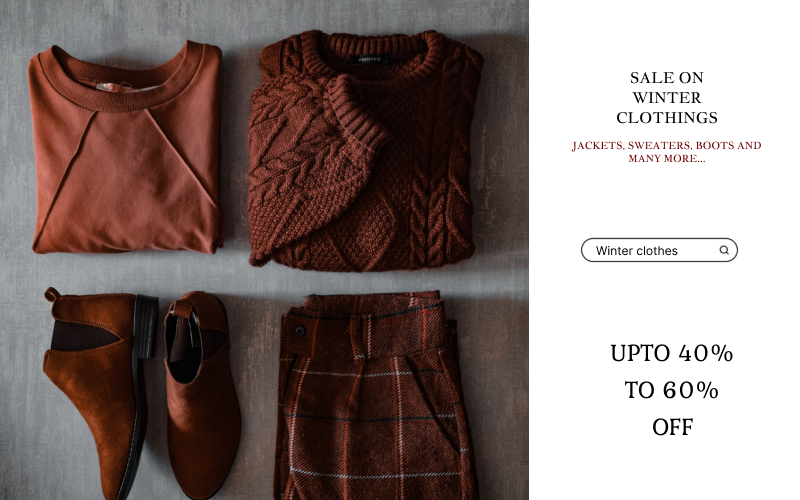 SALE ON
WINTER
CLOTHINGS
JACKETS, SWEATERS, BOOTS AND
MANY MORE...
Winter clothes
UPTO 40%
TO 60%
OFF